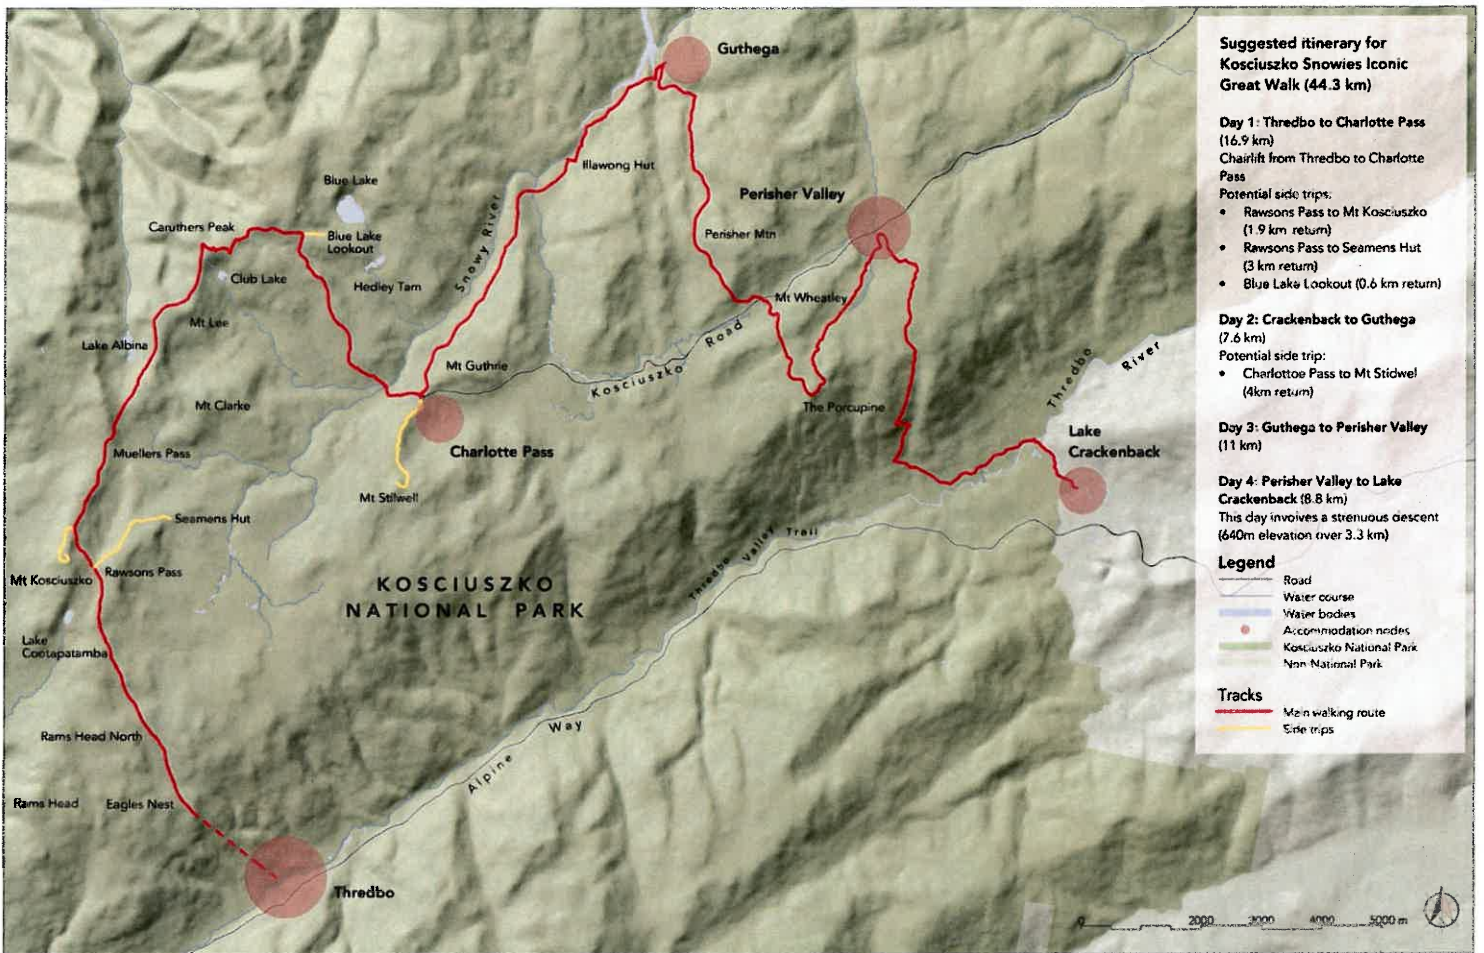 Guthega
Illawong Hut
Blue Lake
Perisher Valley
Snowy River
Caruthers Peak
Blue Lake
Lookout
Perisher Mtn
Club Lake
Hedley Tarn
Mt Wheatley
Mt Lee
Lake Albina
Mt Guthrie
Kosciuszko Road
Thredbo River
Mt Clarke
The Porcupine
Lake
Crackenback
Muellers Pass
Charlotte Pass
Mt Stilwell
Seamens Hut
Thredbo Valley Trail
Mt Kosciuszko
Rawsons Pass
KOSCIUSZKO
NATIONAL PARK
Lake
Cootapatamba
Rams Head North
Alpine Way
Rams Head
Eagles Nest
Thredbo
Suggested itinerary for
Kosciuszko Snowies Iconic
Great Walk (44.3 km)
Day 1: Thredbo to Charlotte Pass
(16.9 km)
Chairlift from Thredbo to Charlotte
Pass
Potential side trips:
• Rawsons Pass to Mt Kosciuszko
(1.9 km return)
• Rawsons Pass to Seamens Hut
(3 km return)
• Blue Lake Lookout (0.6 km return)
Day 2: Crackenback to Guthega
(7.6 km)
Potential side trip:
• Charlottoe Pass to Mt Stidwel
(4km return)
Day 3: Guthega to Perisher Valley
(11 km)
Day 4: Perisher Valley to Lake
Crackenback (8.8 km)
This day involves a strenuous descent
(640m elevation over 3.3 km)
Legend
Road
Water course
Water bodies
Accommodation nodes
Kosciuszko National Park
Non National Park
Tracks
Main walking route
Side trips
0 2000 3000 4000 5000 m